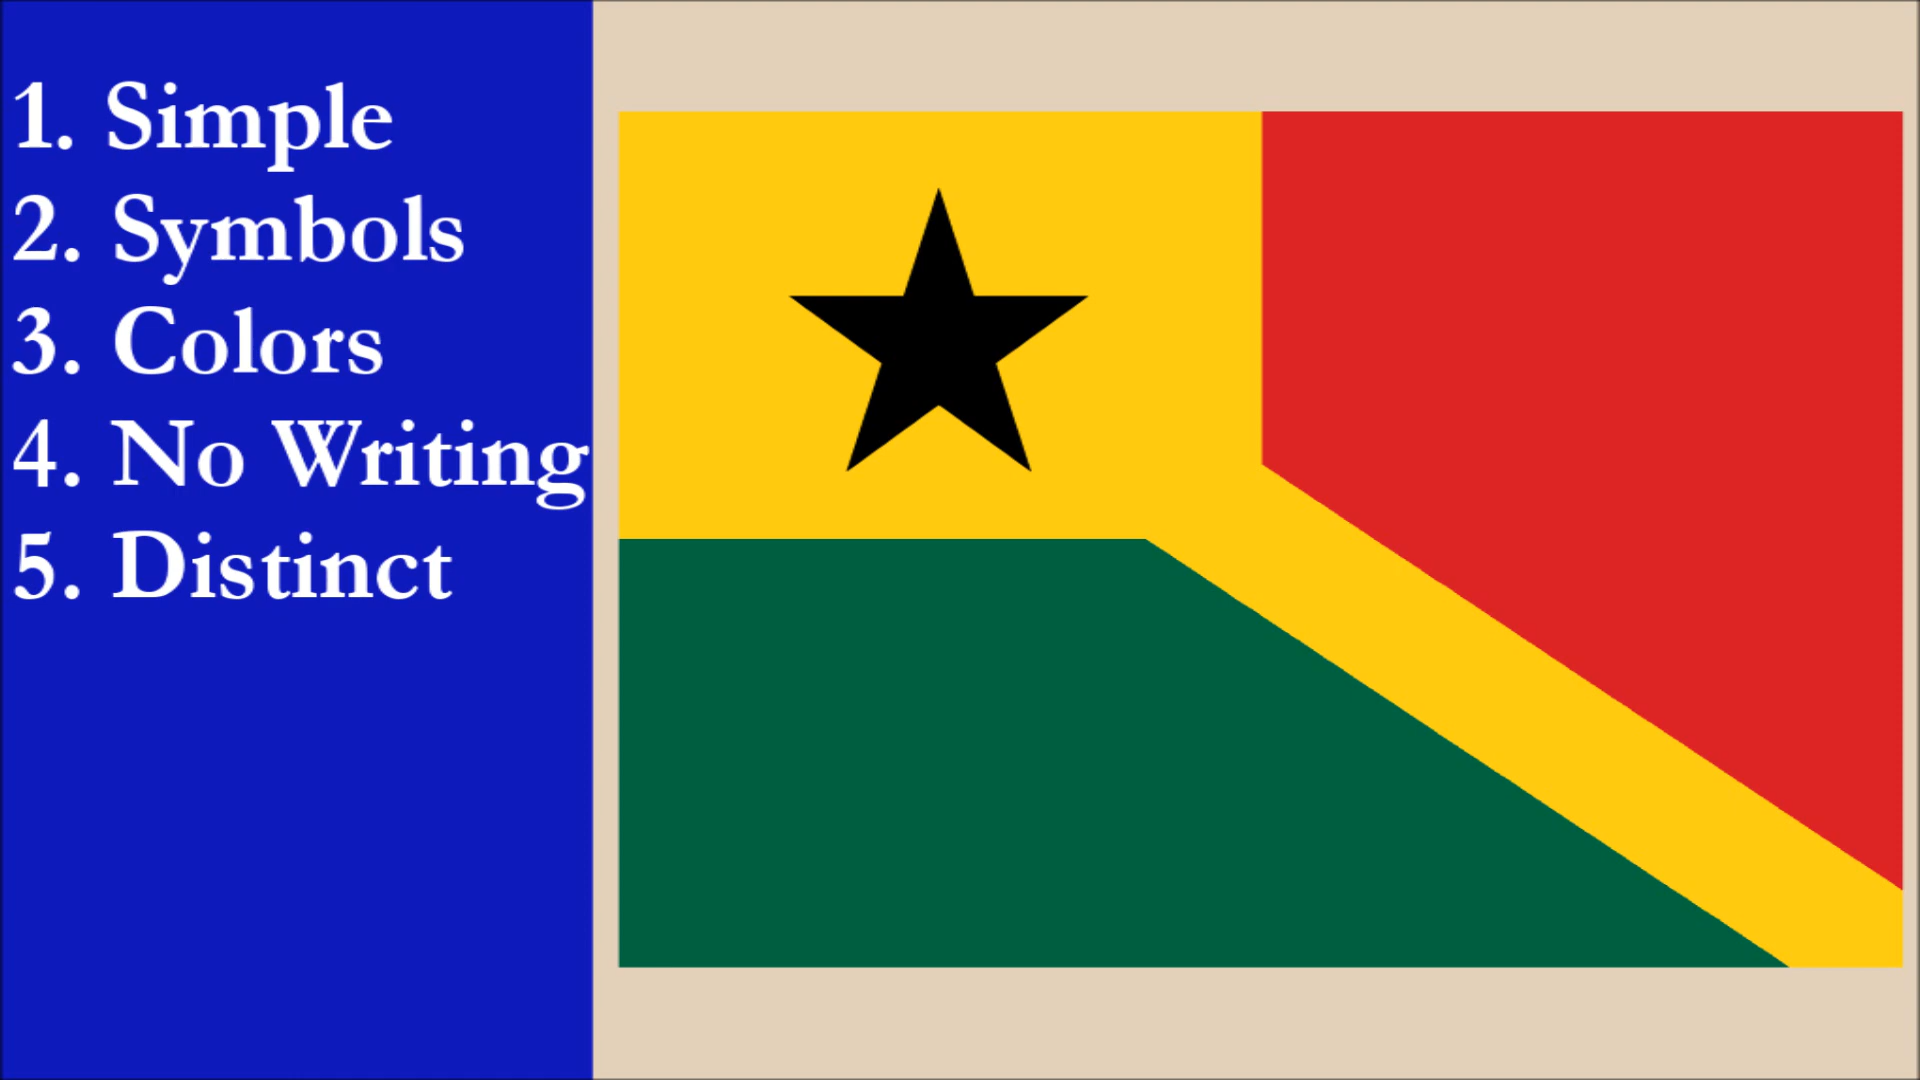 1. Simple
2. Symbols
3. Colors
4. No Writing
5. Distinct